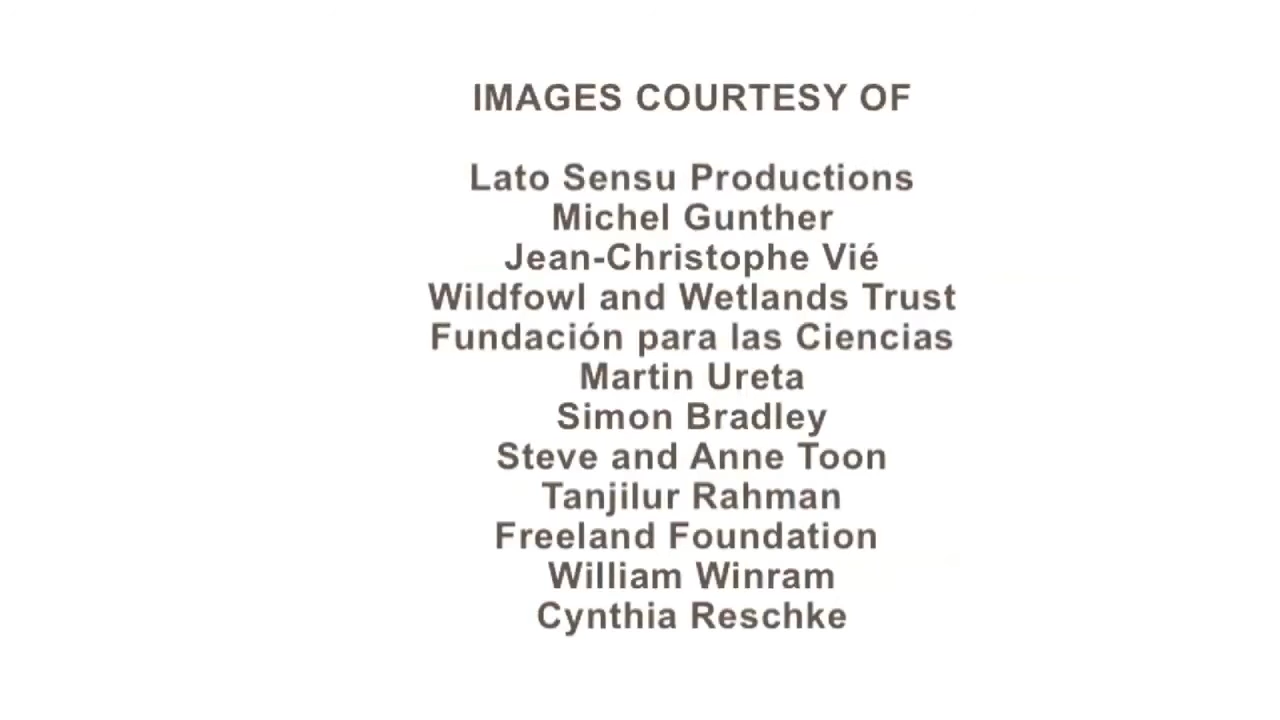 IMAGES COURTESY OF
Lato Sensu Productions
Michel Gunther
Jean-Christophe Vié
Wildfowl and Wetlands Trust
Fundación para las Ciencias
Martin Ureta
Simon Bradley
Steve and Anne Toon
Tanjilur Rahman
Freeland Foundation
William Winram
Cynthia Reschke